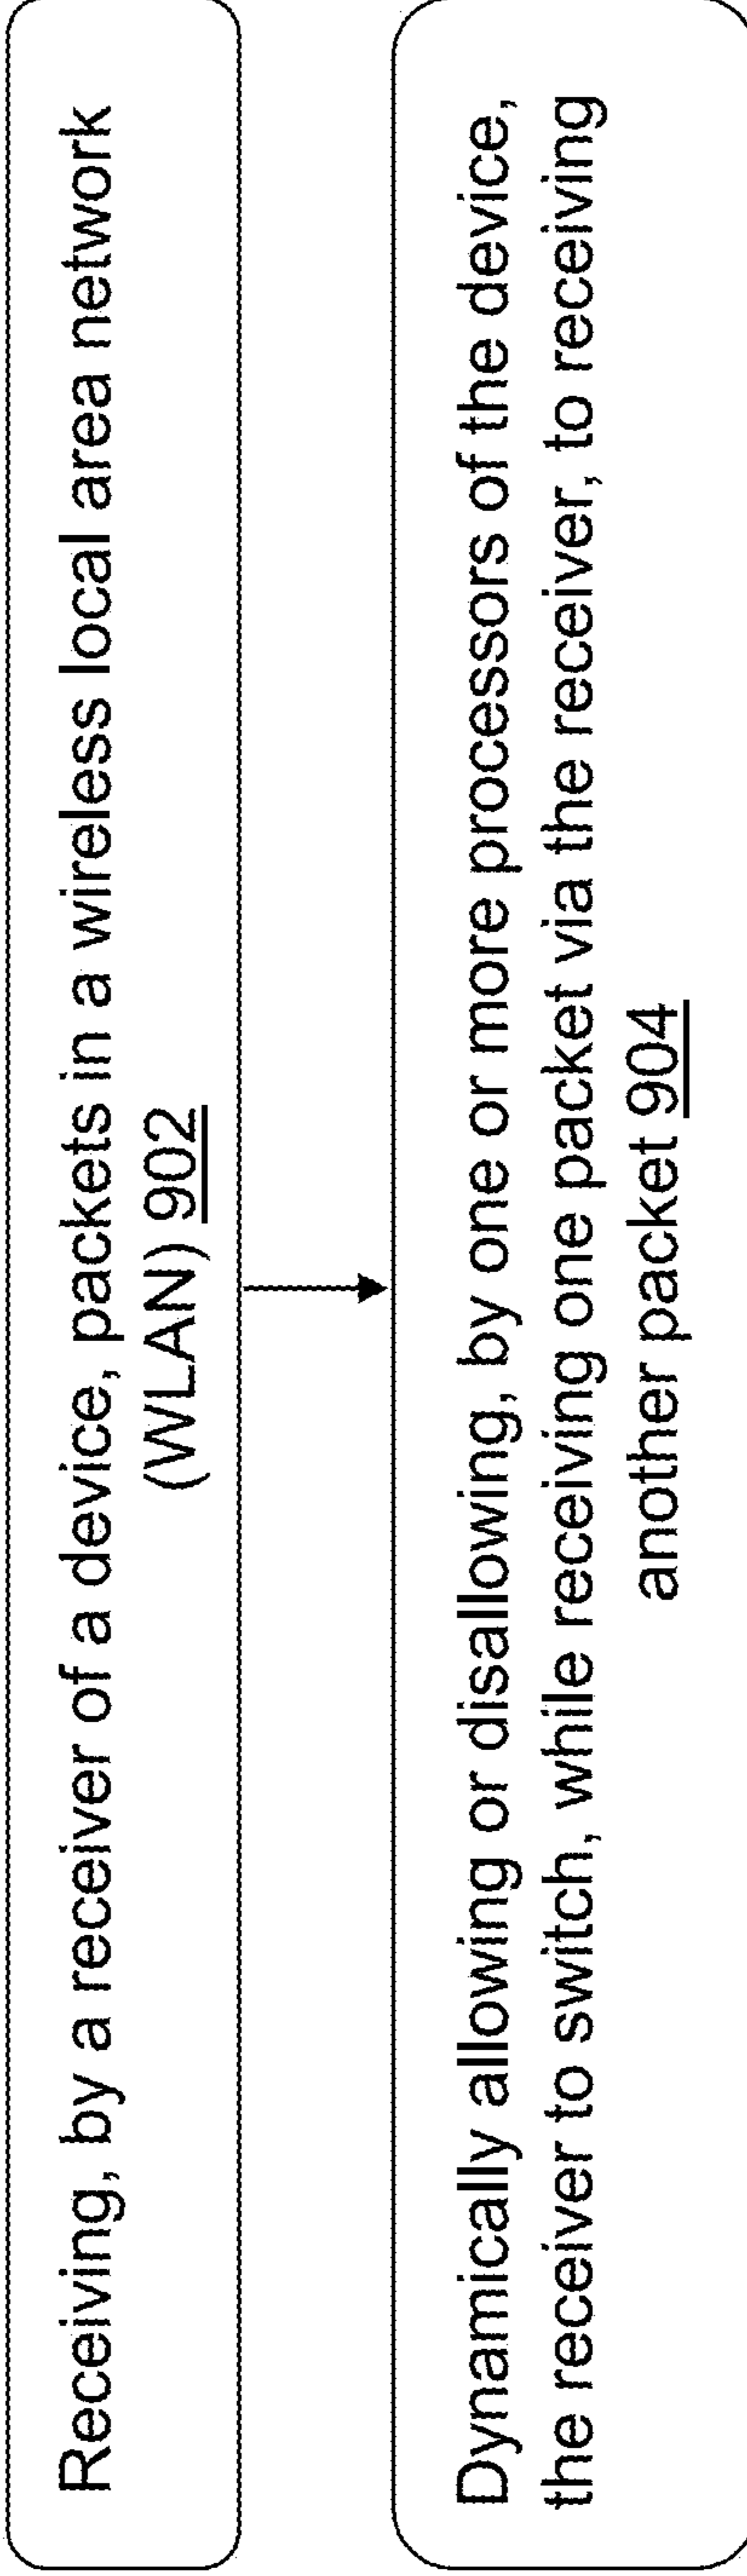 Receiving, by a receiver of a device, packets in a wireless local area network
(WLAN) 902
Dynamically allowing or disallowing, by one or more processors of the device,
the receiver to switch, while receiving one packet via the receiver, to receiving
another packet 904